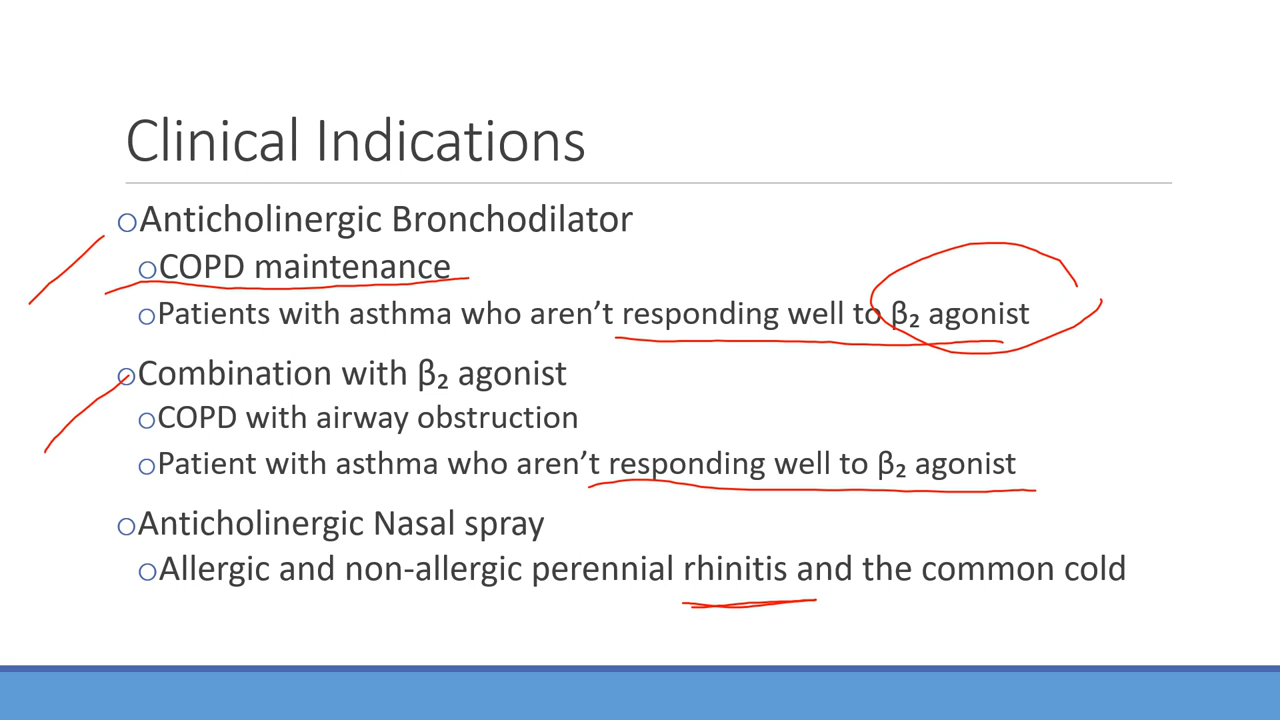 Clinical Indications
Anticholinergic Bronchodilator
COPD maintenance
Patients with asthma who aren’t responding well to β₂ agonist
Combination with β₂ agonist
COPD with airway obstruction
Patient with asthma who aren’t responding well to β₂ agonist
Anticholinergic Nasal spray
Allergic and non-allergic perennial rhinitis and the common cold